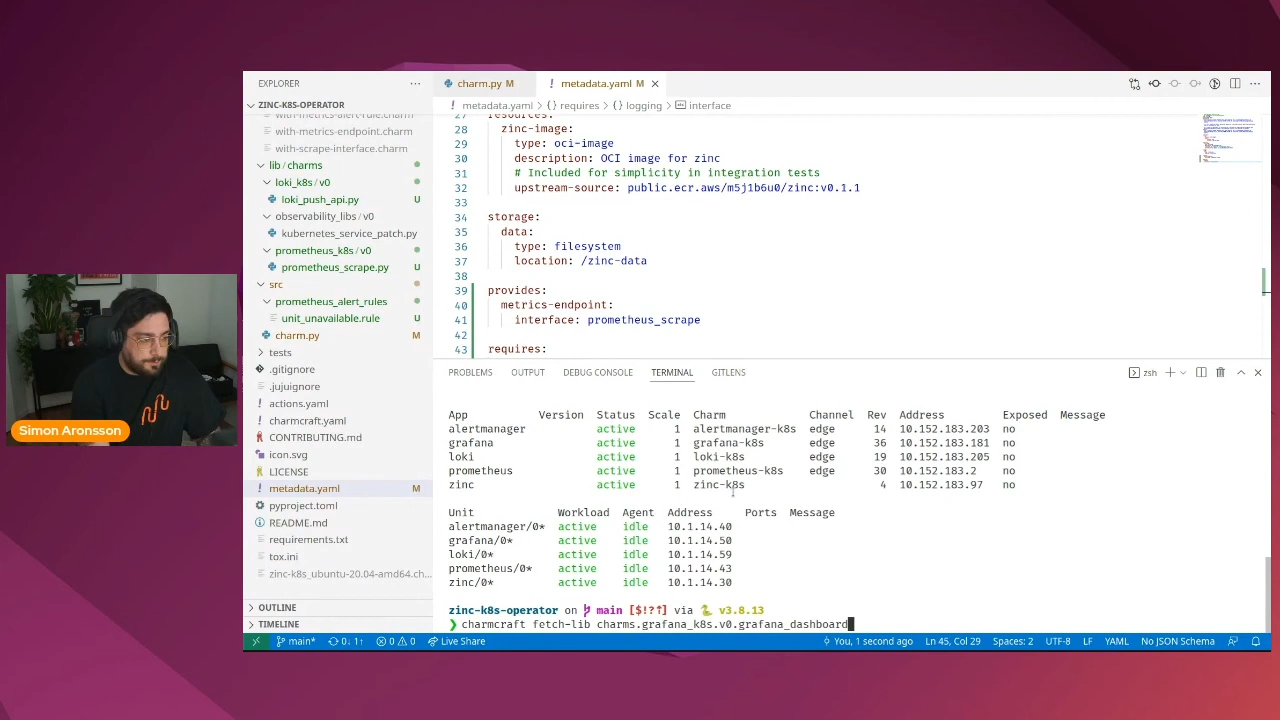 EXPLORER
ZINC-K8S-OPERATOR
with-metrics-alert-rule.charm
with-metrics-endpoint.charm
with-scrape-interface.charm
lib/charms
loki_k8s/v0
loki_push_api.py U
observability_libs/v0
kubernetes_service_patch.py
prometheus_k8s/v0
prometheus_scrape.py U
src
prometheus_alert_rules
unit_unavailable.rule U
charm.py M
tests
.gitignore
.jujuignore
actions.yaml
charmcraft.yaml
CONTRIBUTING.md
icon.svg
LICENSE
metadata.yaml M
pyproject.toml
README.md
requirements.txt
tox.ini
zinc-k8s_ubuntu-20.04-amd64.ch...
OUTLINE
TIMELINE
charm.py M
metadata.yaml M
metadata.yaml > {} requires > {} logging > interface
27 resources:
28 zinc-image:
29 type: oci-image
30 description: OCI image for zinc
31 # Included for simplicity in integration tests
32 upstream-source: public.ecr.aws/m5j1b6u0/zinc:v0.1.1
33
34 storage:
35 data:
36 type: filesystem
37 location: /zinc-data
38
39 provides:
40 metrics-endpoint:
41 interface: prometheus_scrape
42
43 requires:
PROBLEMS OUTPUT DEBUG CONSOLE TERMINAL GITLENS
zsh
App Version Status Scale Charm Channel Rev Address Exposed Message
alertmanager active 1 alertmanager-k8s edge 14 10.152.183.203 no
grafana active 1 grafana-k8s edge 36 10.152.183.181 no
loki active 1 loki-k8s edge 19 10.152.183.205 no
prometheus active 1 prometheus-k8s edge 30 10.152.183.2 no
zinc active 1 zinc-k8s 4 10.152.183.97 no
Unit Workload Agent Address Ports Message
alertmanager/0* active idle 10.1.14.40
grafana/0* active idle 10.1.14.50
loki/0* active idle 10.1.14.59
prometheus/0* active idle 10.1.14.43
zinc/0* active idle 10.1.14.30
zinc-k8s-operator on main [$!?⇡] via v3.8.13
❯ charmcraft fetch-lib charms.grafana_k8s.v0.grafana_dashboard
main* 0↓ 1↑ 0 0 Live Share You, 1 second ago Ln 45, Col 29 Spaces: 2 UTF-8 LF YAML No JSON Schema
Simon Aronsson